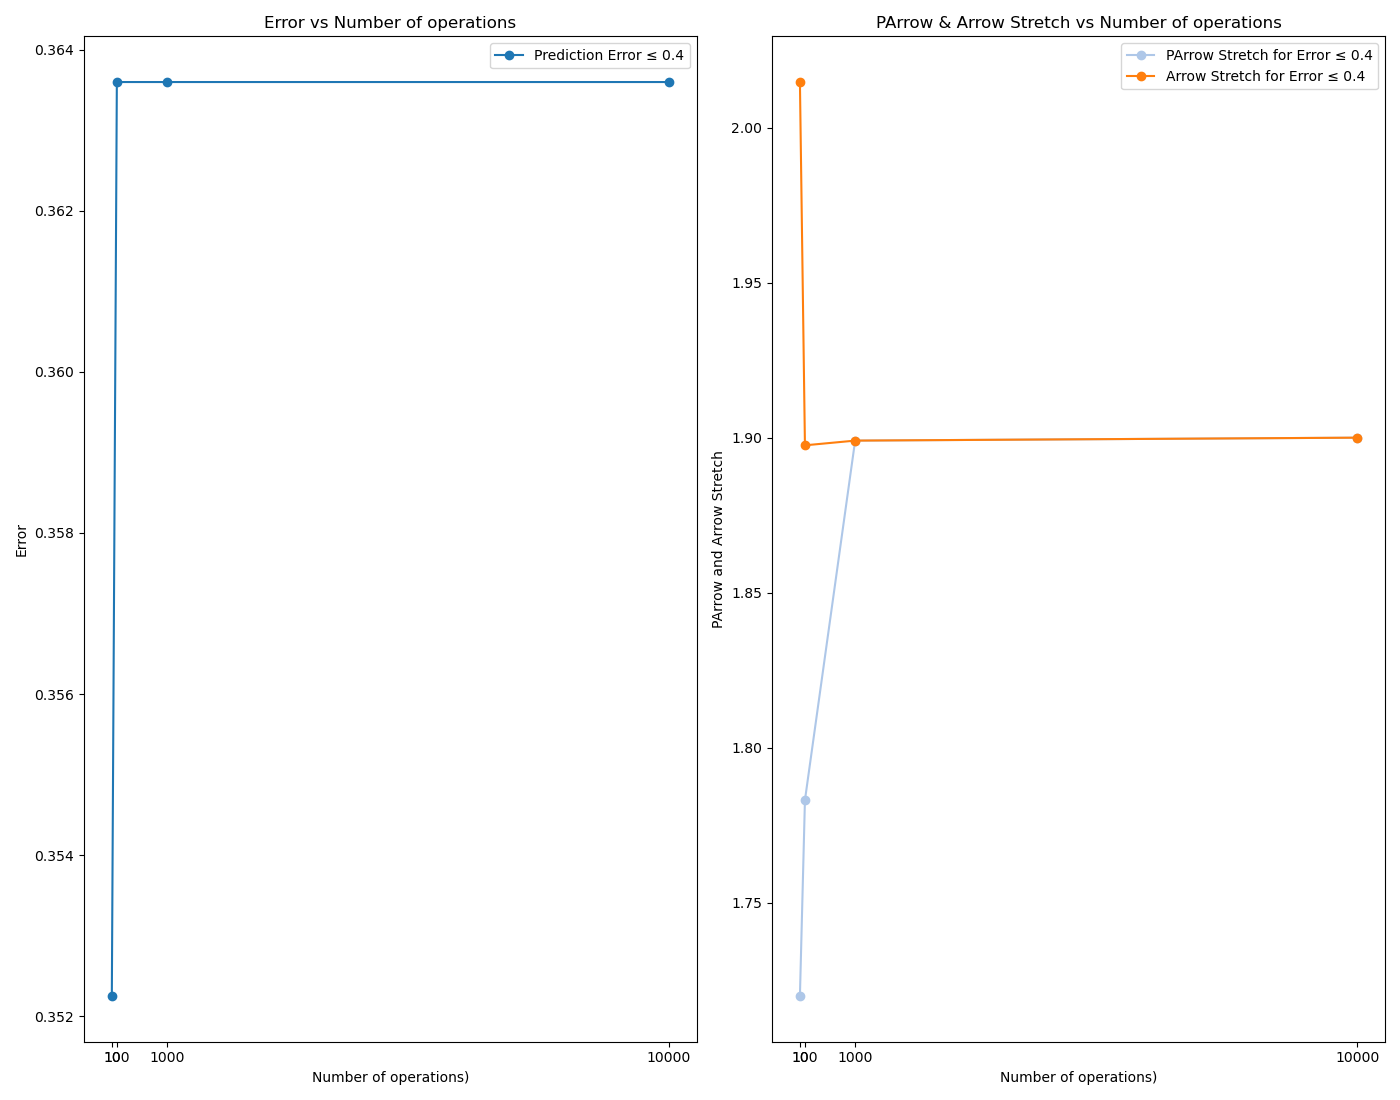 Error vs Number of operations
Prediction Error ≤ 0.4
0.364
0.362
0.360
0.358
0.356
0.354
0.352
Error
10
100
1000
10000
Number of operations)
PArrow & Arrow Stretch vs Number of operations
PArrow Stretch for Error ≤ 0.4
Arrow Stretch for Error ≤ 0.4
2.00
1.95
1.90
1.85
1.80
1.75
PArrow and Arrow Stretch
10
100
1000
10000
Number of operations)